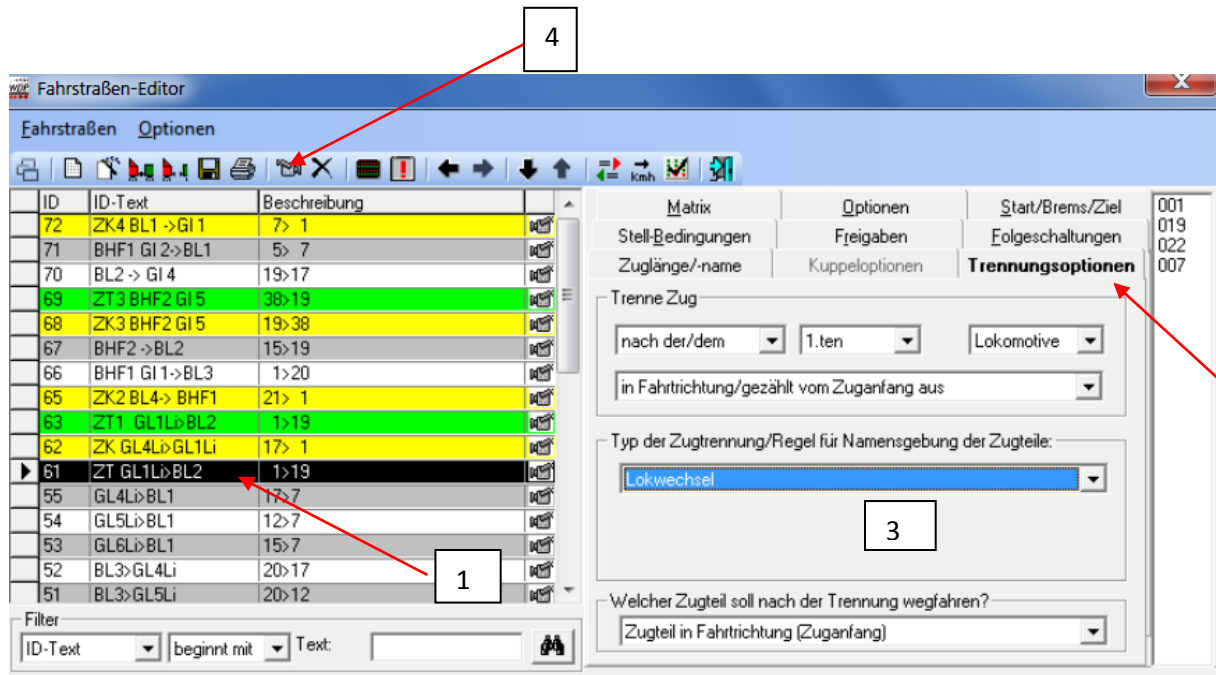 4
WDP Fahrstraßen-Editor X
Fahrstraßen Optionen
kmh
ID ID-Text Beschreibung
72 ZK4 BL1 ->Gl 1 7> 1
71 BHF1 Gl 2->BL1 5> 7
70 BL2 -> Gl 4 19>17
69 ZT3 BHF2 Gl 5 38>19
68 ZK3 BHF2 Gl 5 19>38
67 BHF2 ->BL2 15>19
66 BHF1 Gl 1->BL3 1>20
65 ZK2 BL4-> BHF1 21> 1
63 ZT1 GL1Li>BL2 1>19
62 ZK GL4Li>GL1Li 17> 1
61 ZT GL1Li>BL2 1>19
55 GL4Li>BL1 17>7
54 GL5Li>BL1 12>7
53 GL6Li>BL1 15>7
52 BL3>GL4Li 20>17
51 BL3>GL5Li 20>12
1
Filter
ID-Text beginnt mit Text:
Matrix Optionen Start/Brems/Ziel
Stell-Bedingungen Freigaben Folgeschaltungen
Zuglänge/-name Kuppeloptionen Trennungsoptionen
Trenne Zug
nach der/dem 1.ten Lokomotive
in Fahrtrichtung/gezählt vom Zuganfang aus
Typ der Zugtrennung/Regel für Namensgebung der Zugteile:
Lokwechsel
3
Welcher Zugteil soll nach der Trennung wegfahren?
Zugteil in Fahrtrichtung (Zuganfang)
001
019
022
007